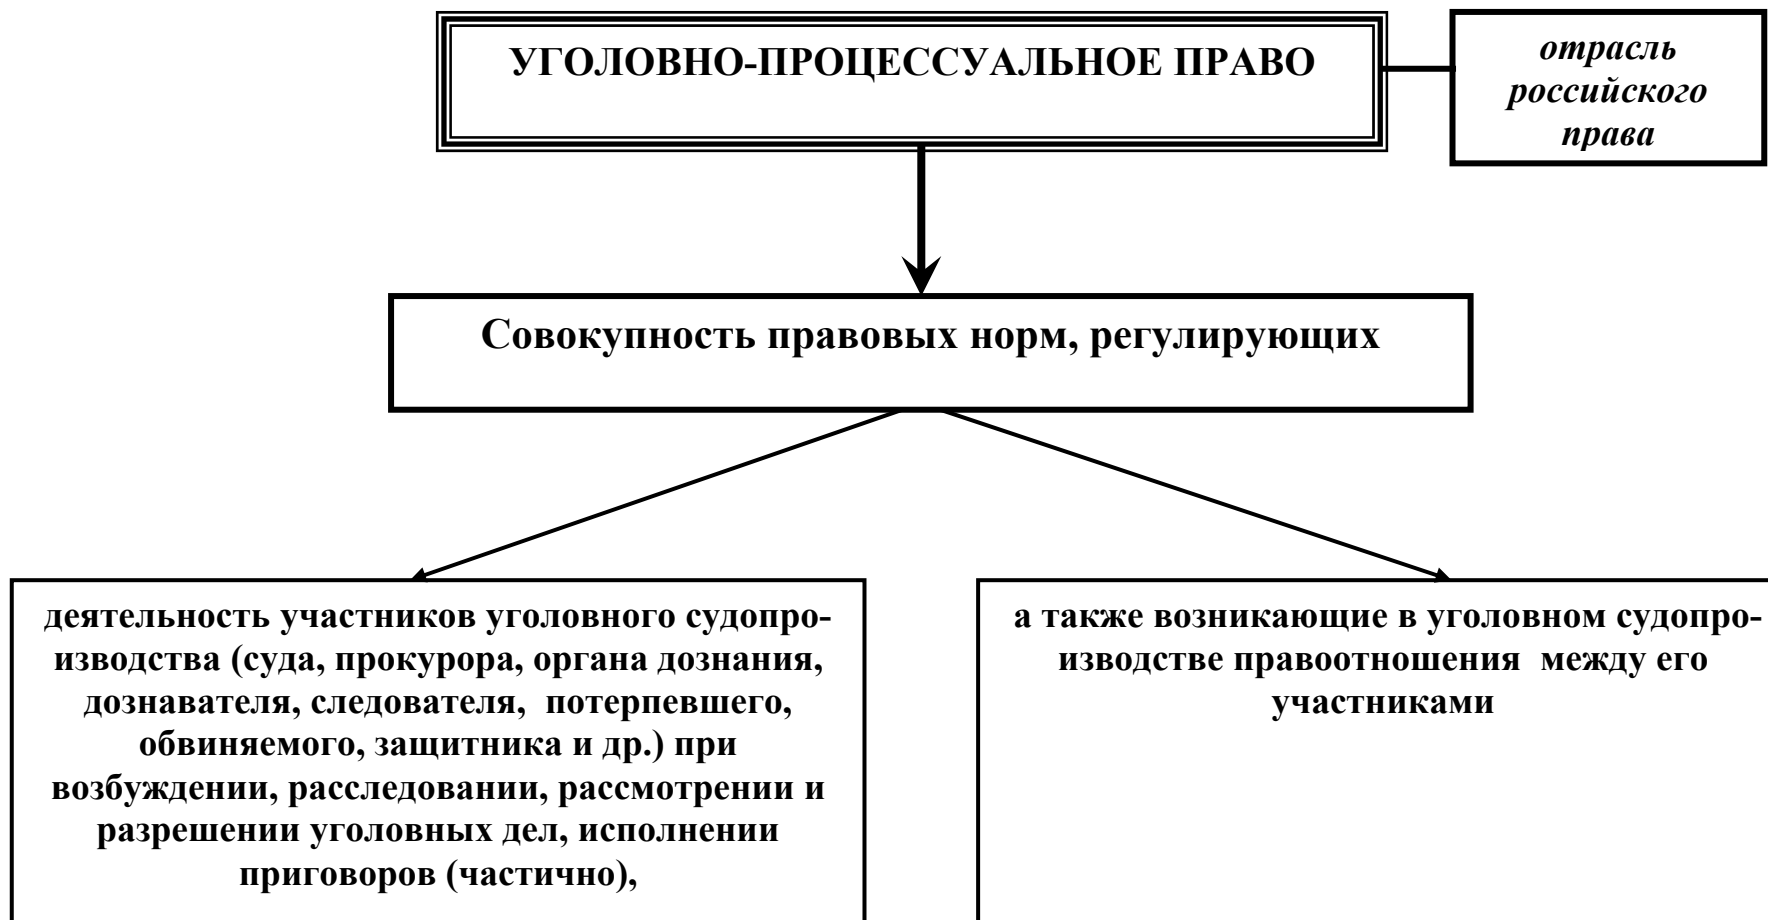 УГОЛОВНО-ПРОЦЕССУАЛЬНОЕ ПРАВО
отрасль
российского
права
Совокупность правовых норм, регулирующих
деятельность участников уголовного судопро-
изводства (суда, прокурора, органа дознания,
дознавателя, следователя, потерпевшего,
обвиняемого, защитника и др.) при
возбуждении, расследовании, рассмотрении и
разрешении уголовных дел, исполнении
приговоров (частично),
а также возникающие в уголовном судопро-
изводстве правоотношения между его
участниками